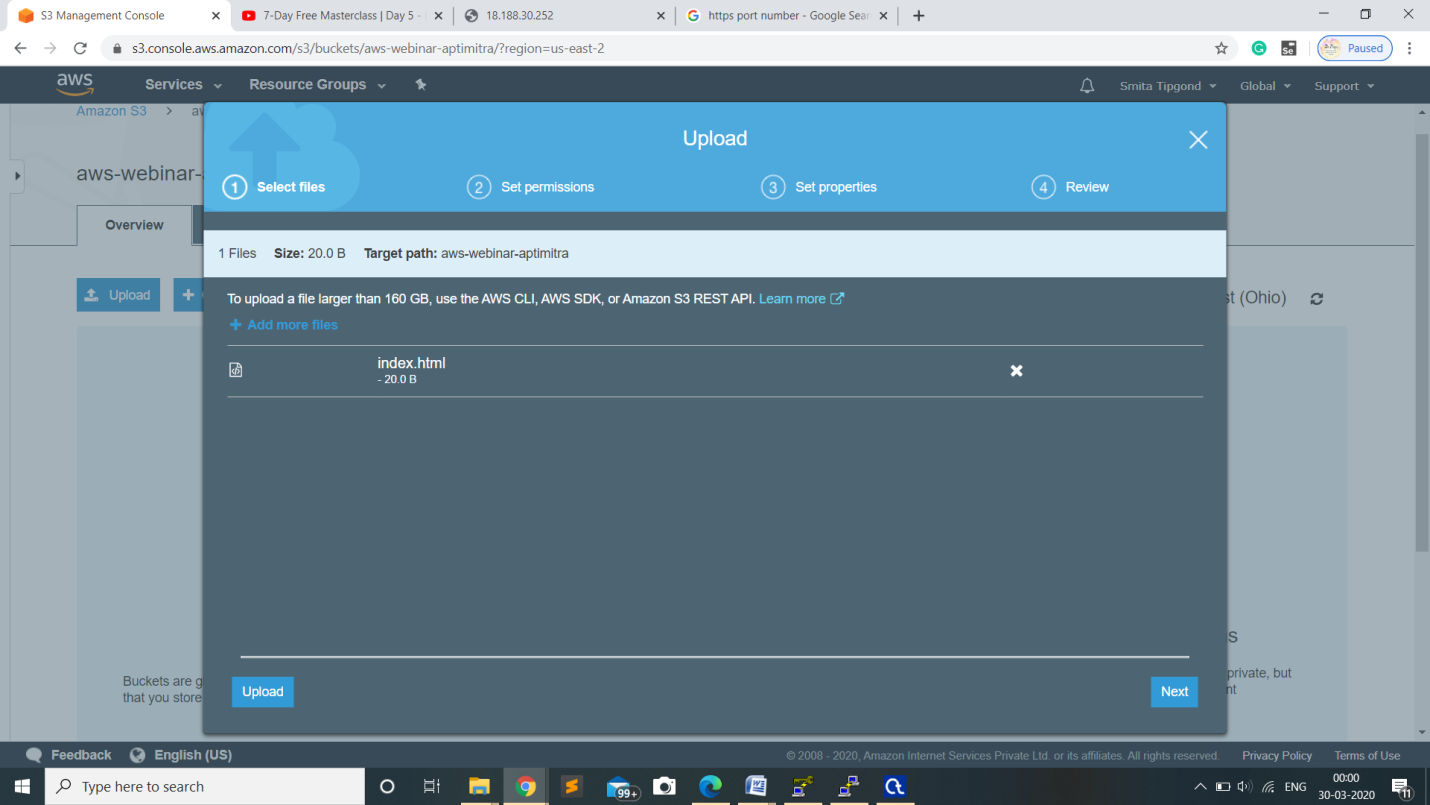 S3 Management Console
7-Day Free Masterclass | Day 5 -
18.188.30.252
https port number - Google Sear
s3.console.aws.amazon.com/s3/buckets/aws-webinar-aptimitra/?region=us-east-2
Se
Paused
aws
Services
Resource Groups
Smita Tipgond
Global
Support
Amazon S3 > aw
aws-webinar-
Overview
Upload
st (Ohio)
Upload
1 Select files
2 Set permissions
3 Set properties
4 Review
1 Files Size: 20.0 B Target path: aws-webinar-aptimitra
To upload a file larger than 160 GB, use the AWS CLI, AWS SDK, or Amazon S3 REST API. Learn more
Add more files
index.html
- 20.0 B
s
Buckets are g
that you store
private, but
nt
Upload
Next
Feedback
English (US)
© 2008 - 2020, Amazon Internet Services Private Ltd. or its affiliates. All rights reserved.
Privacy Policy
Terms of Use
Type here to search
99+
ENG
00:00
30-03-2020
11